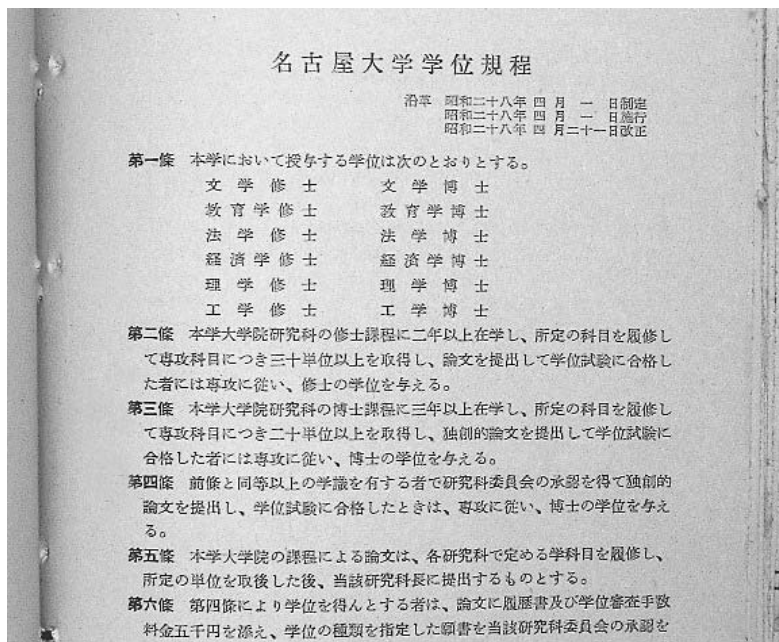 名古屋大学学位規程
沿革 昭和二十八年 四 月 一 日制定
昭和二十八年 四 月 一 日施行
昭和二十八年 四 月二十一日改正
第一條 本学において授与する学位は次のとおりとする。
文学修士 文学博士
教育学修士 教育学博士
法学修士 法学博士
経済学修士 経済学博士
理学修士 理学博士
工学修士 工学博士
第二條 本学大学院研究科の修士課程に二年以上在学し、所定の科目を履修し
て専攻科目につき三十単位以上を取得し、論文を提出して学位試験に合格し
た者には専攻に従い、修士の学位を与える。
第三條 本学大学院研究科の博士課程に三年以上在学し、所定の科目を履修し
て専攻科目につき二十単位以上を取得し、独創的論文を提出して学位試験に
合格した者には専攻に従い、博士の学位を与える。
第四條 前條と同等以上の学識を有する者で研究科委員会の承認を得て独創的
論文を提出し、学位試験に合格したときは、専攻に従い、博士の学位を与え
る。
第五條 本学大学院の課程による論文は、各研究科で定める学科目を履修し、
所定の単位を取後した後、当該研究科長に提出するものとする。
第六條 第四條により学位を得んとする者は、論文に履歴書及び学位審査手数
料金五千円を添え、学位の種類を指定した願書を当該研究科委員会の承認を